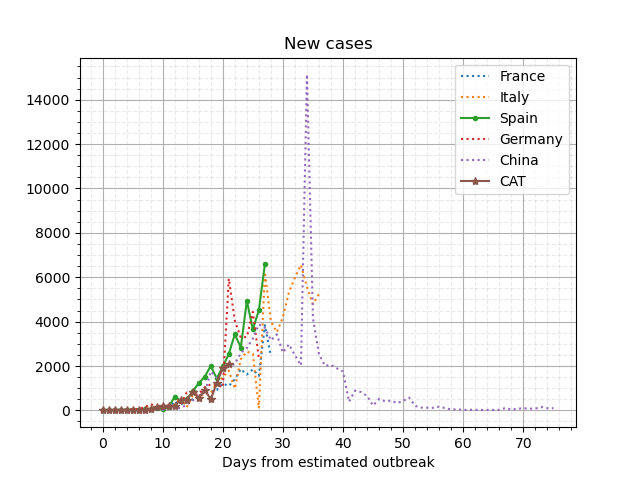 New cases
14000
12000
10000
8000
6000
4000
2000
0
France
Italy
Spain
Germany
China
CAT
0 10 20 30 40 50 60 70
Days from estimated outbreak